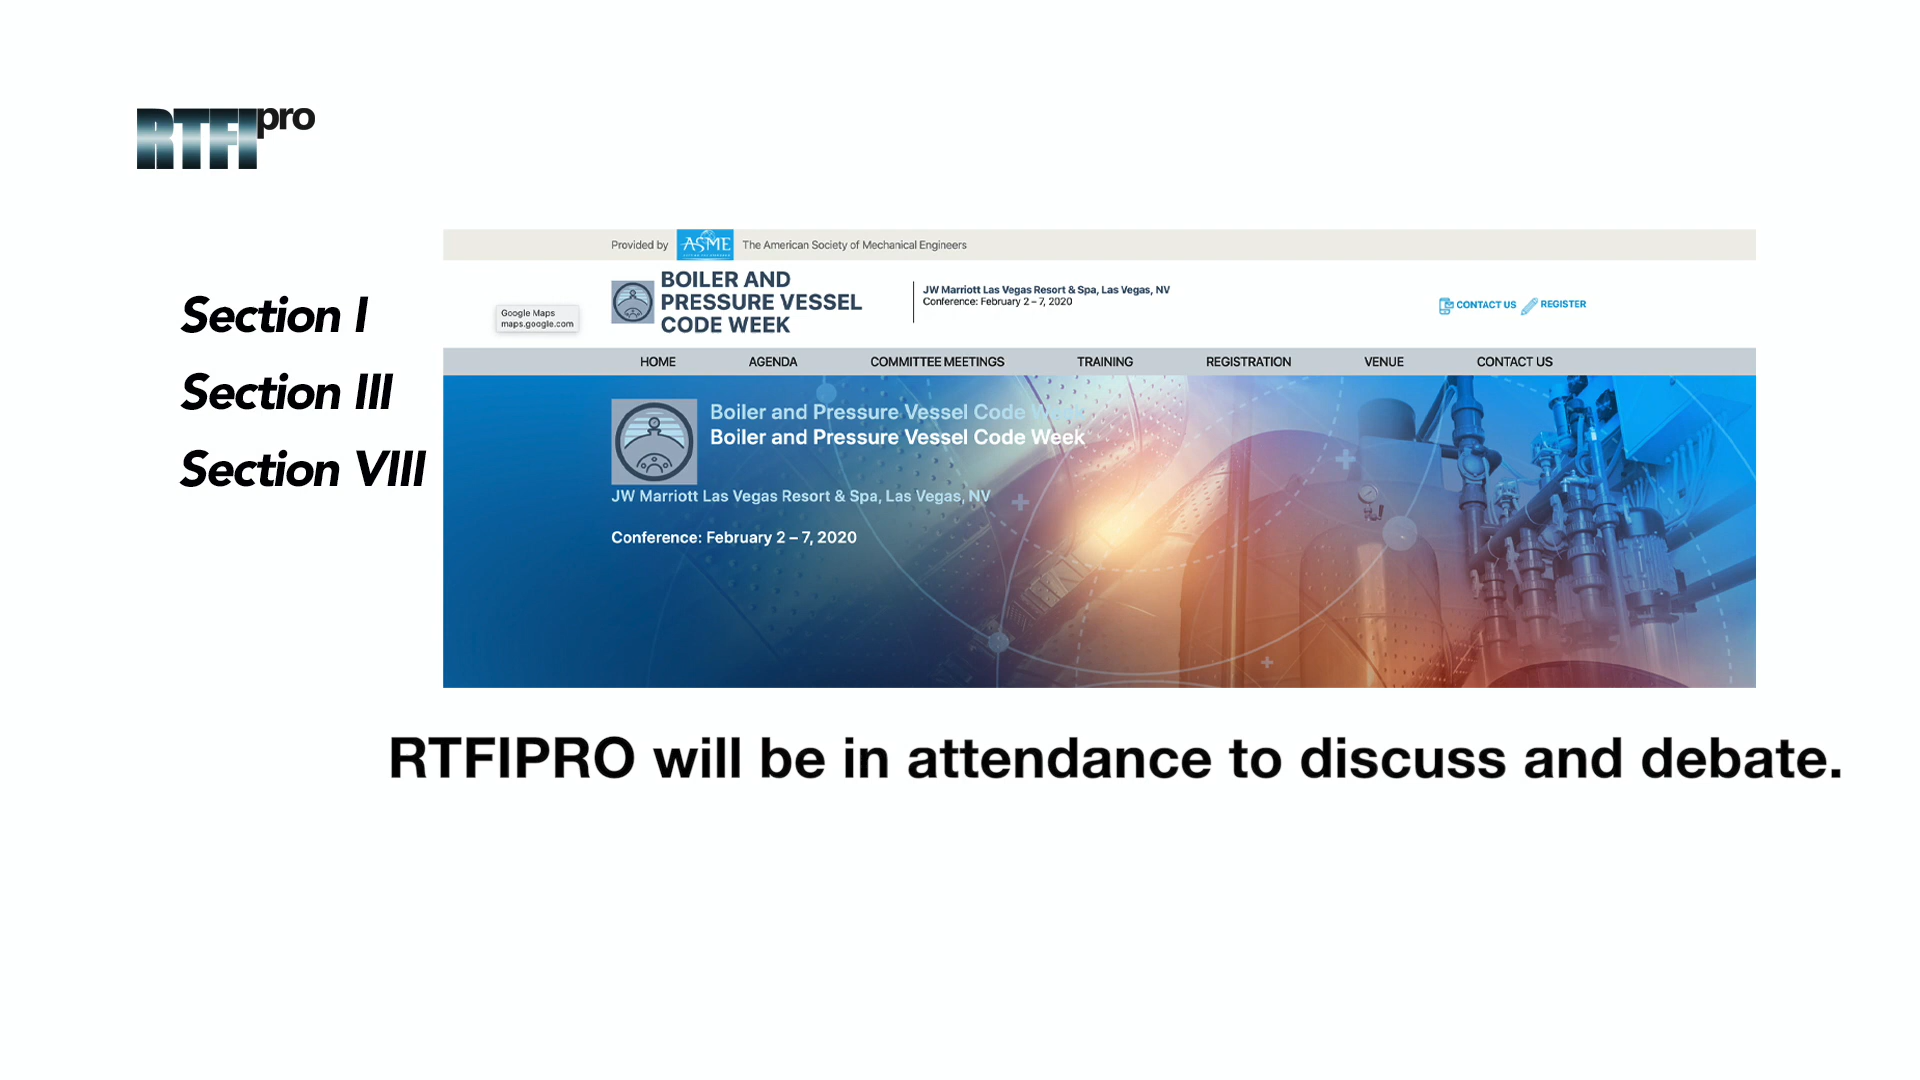 RTFIpro
Provided by ASME The American Society of Mechanical Engineers
BOILER AND
PRESSURE VESSEL
CODE WEEK
JW Marriott Las Vegas Resort & Spa, Las Vegas, NV
Conference: February 2 – 7, 2020
CONTACT US REGISTER
Google Maps
maps.google.com
Section I
Section III
Section VIII
HOME AGENDA COMMITTEE MEETINGS TRAINING REGISTRATION VENUE CONTACT US
Boiler and Pressure Vessel Code Week
Boiler and Pressure Vessel Code Week
JW Marriott Las Vegas Resort & Spa, Las Vegas, NV
Conference: February 2 – 7, 2020
RTFIPRO will be in attendance to discuss and debate.